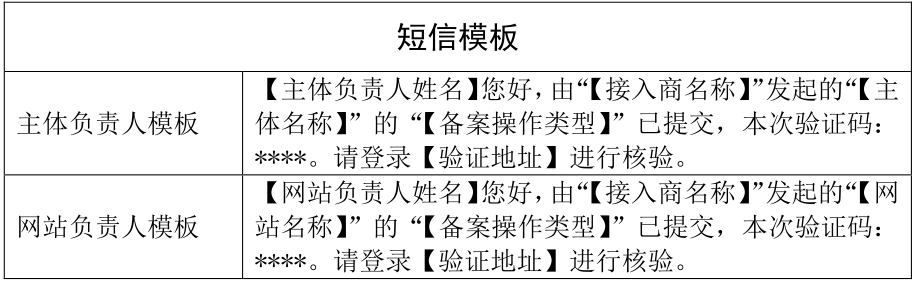 短信模板
主体负责人模板
【主体负责人姓名】您好，由“【接入商名称】”发起的“【主
体名称】”的“【备案操作类型】”已提交，本次验证码：
****。请登录【验证地址】进行核验。
网站负责人模板
【网站负责人姓名】您好，由“【接入商名称】”发起的“【网
站名称】”的“【备案操作类型】”已提交，本次验证码：
****。请登录【验证地址】进行核验。